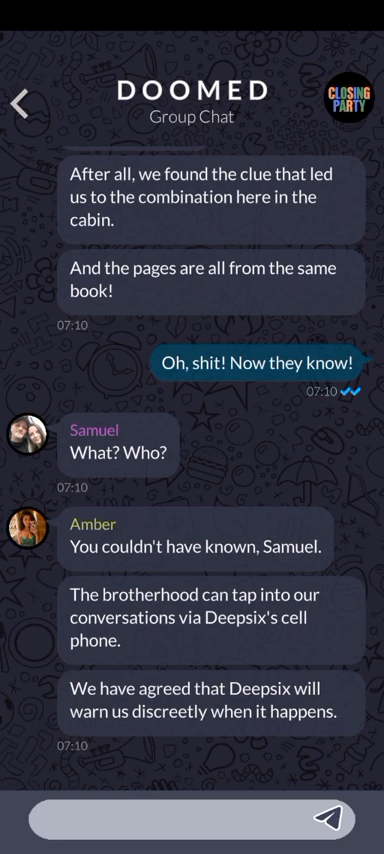 DOOMED
Group Chat
CLOSING
PARTY
After all, we found the clue that led
us to the combination here in the
cabin.
And the pages are all from the same
book!
07:10
Oh, shit! Now they know!
07:10
Samuel
What? Who?
07:10
Amber
You couldn't have known, Samuel.
The brotherhood can tap into our
conversations via Deepsix's cell
phone.
We have agreed that Deepsix will
warn us discreetly when it happens.
07:10